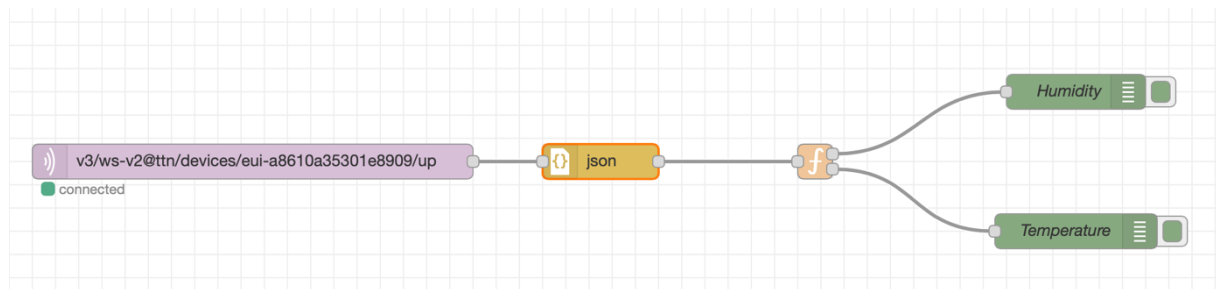 Humidity
v3/ws-v2@ttn/devices/eui-a8610a35301e8909/up
json
connected
Temperature